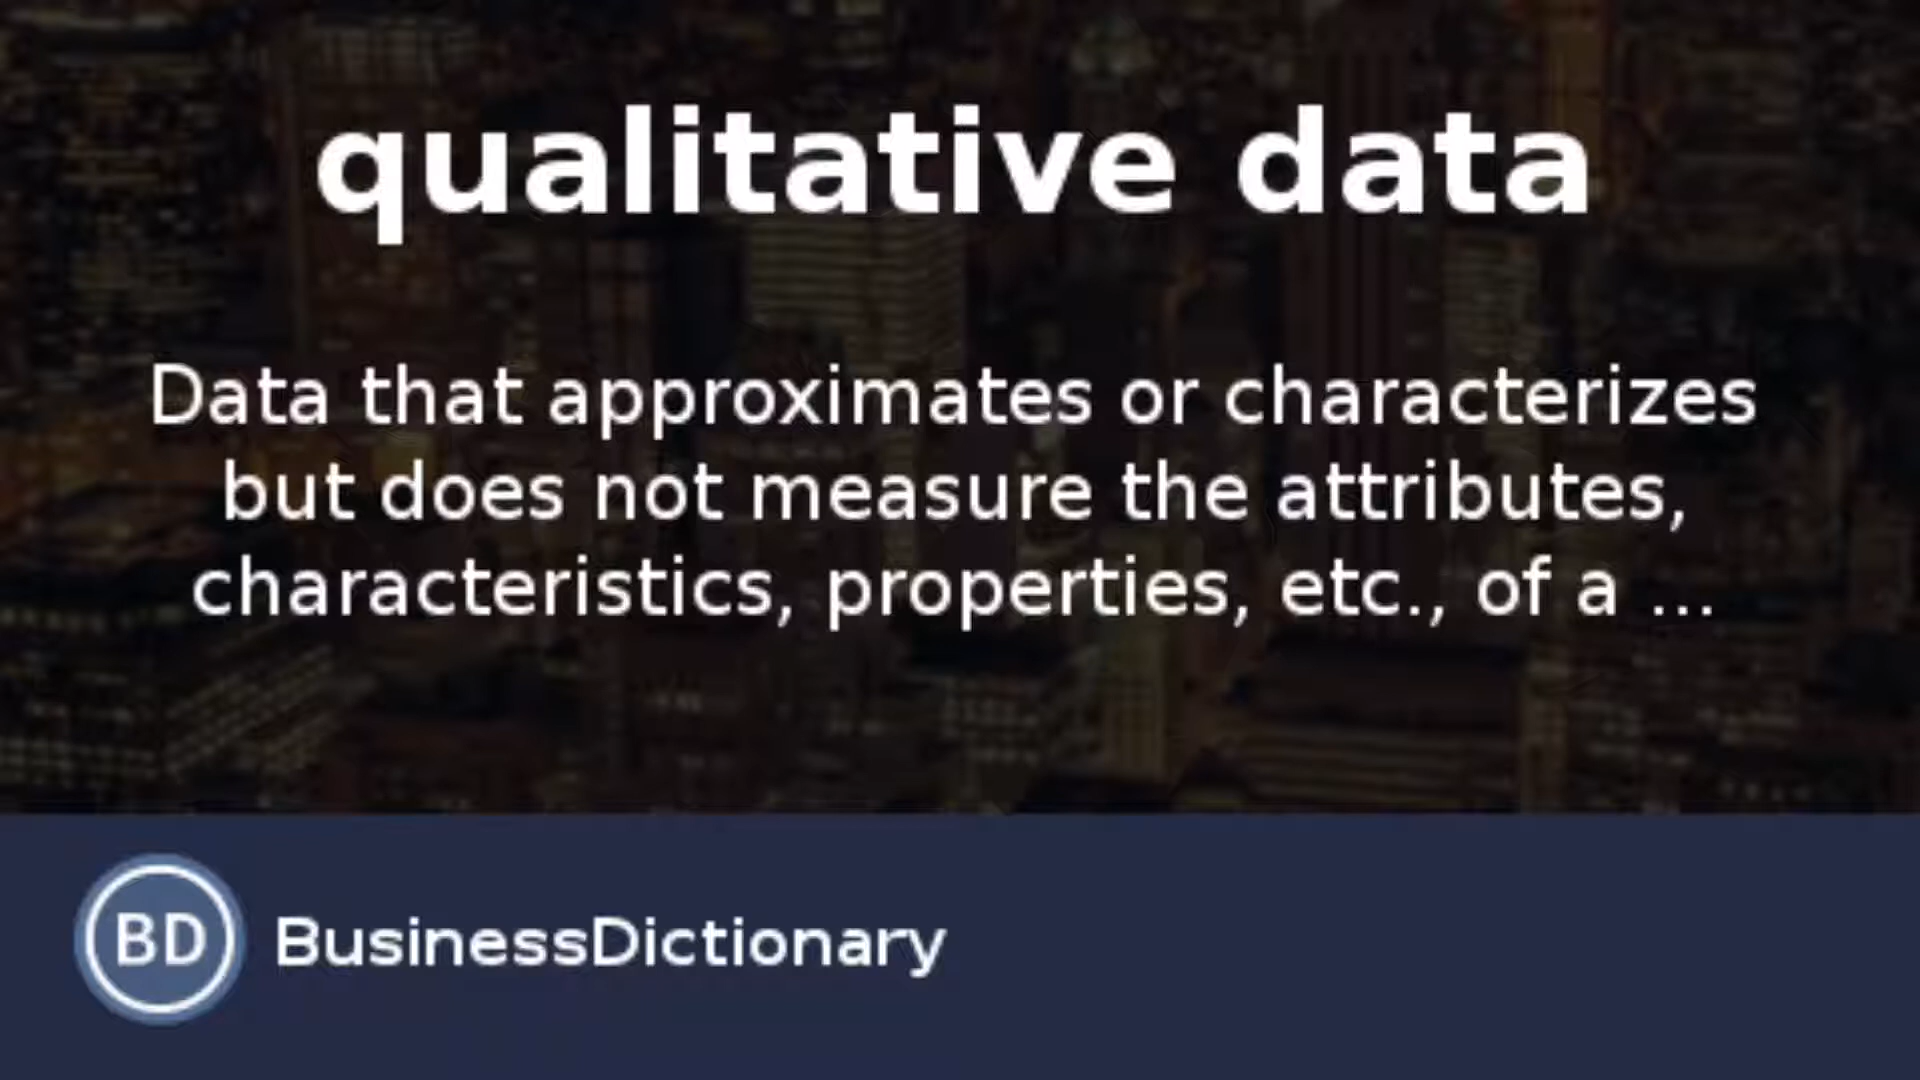 qualitative data
Data that approximates or characterizes
but does not measure the attributes,
characteristics, properties, etc., of a ...
BD
BusinessDictionary